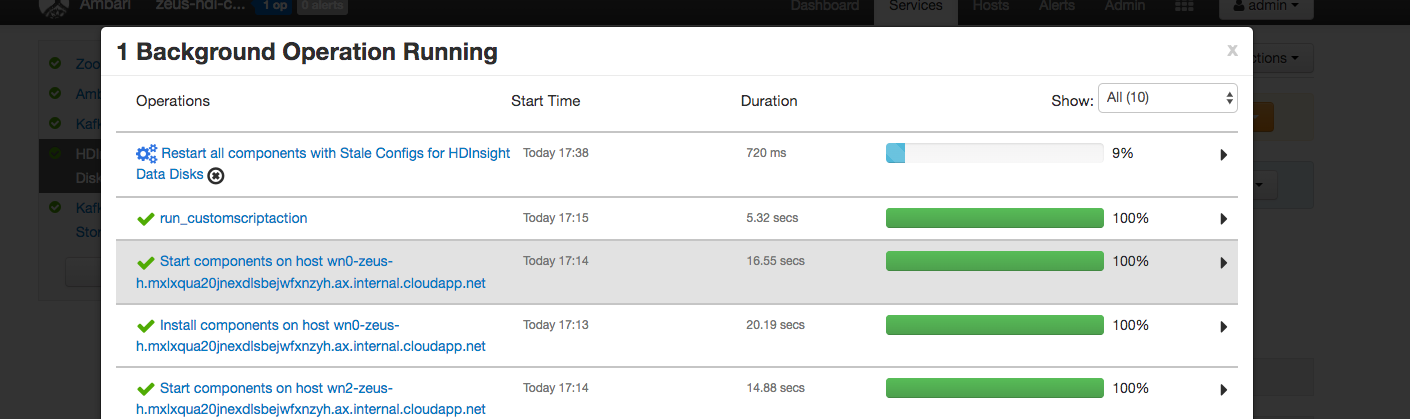 Ambari zeus-hdi-c... 1 op 0 alerts Dashboard Services Hosts Alerts Admin admin
1 Background Operation Running x
Operations Start Time Duration Show: All (10)
Restart all components with Stale Configs for HDInsight Today 17:38 720 ms 9%
Data Disks
run_customscriptaction Today 17:15 5.32 secs 100%
Start components on host wn0-zeus- Today 17:14 16.55 secs 100%
h.mxlxqua20jnexdlsbejwfxnzyh.ax.internal.cloudapp.net
Install components on host wn0-zeus- Today 17:13 20.19 secs 100%
h.mxlxqua20jnexdlsbejwfxnzyh.ax.internal.cloudapp.net
Start components on host wn2-zeus- Today 17:14 14.88 secs 100%
h.mxlxqua20jnexdlsbejwfxnzyh.ax.internal.cloudapp.net
Zoo
Amb
Kafk
HDI
Disk
Kafk
Stor
ctions